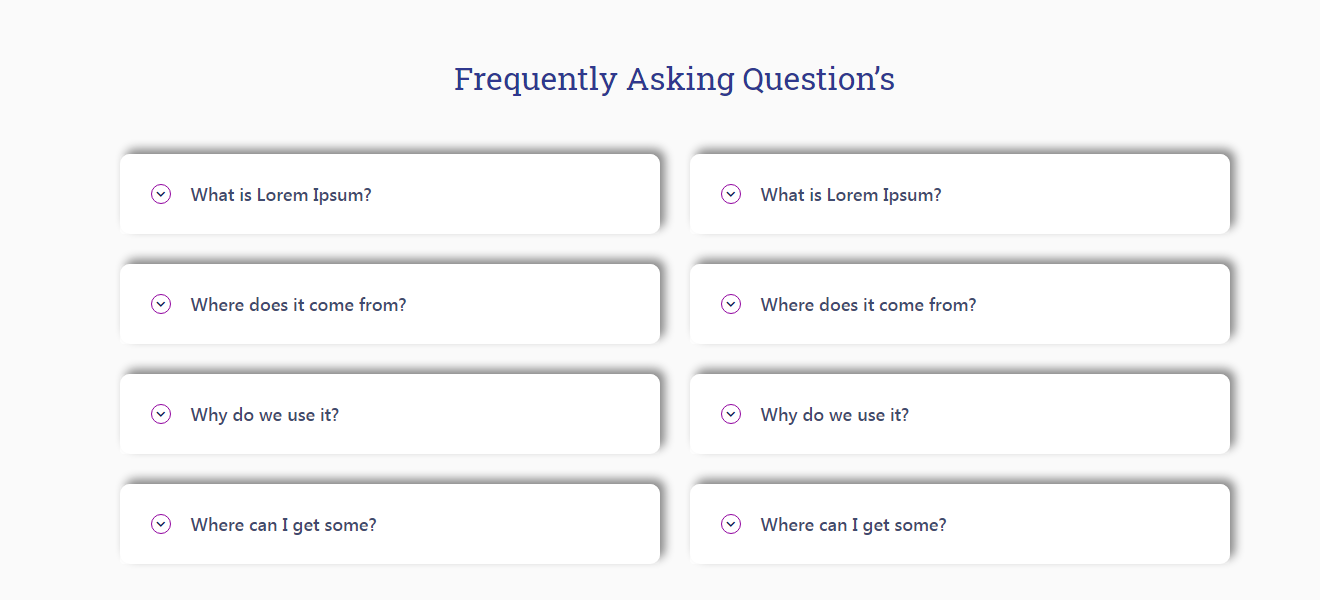 Frequently Asking Question’s
What is Lorem Ipsum?
What is Lorem Ipsum?
Where does it come from?
Where does it come from?
Why do we use it?
Why do we use it?
Where can I get some?
Where can I get some?